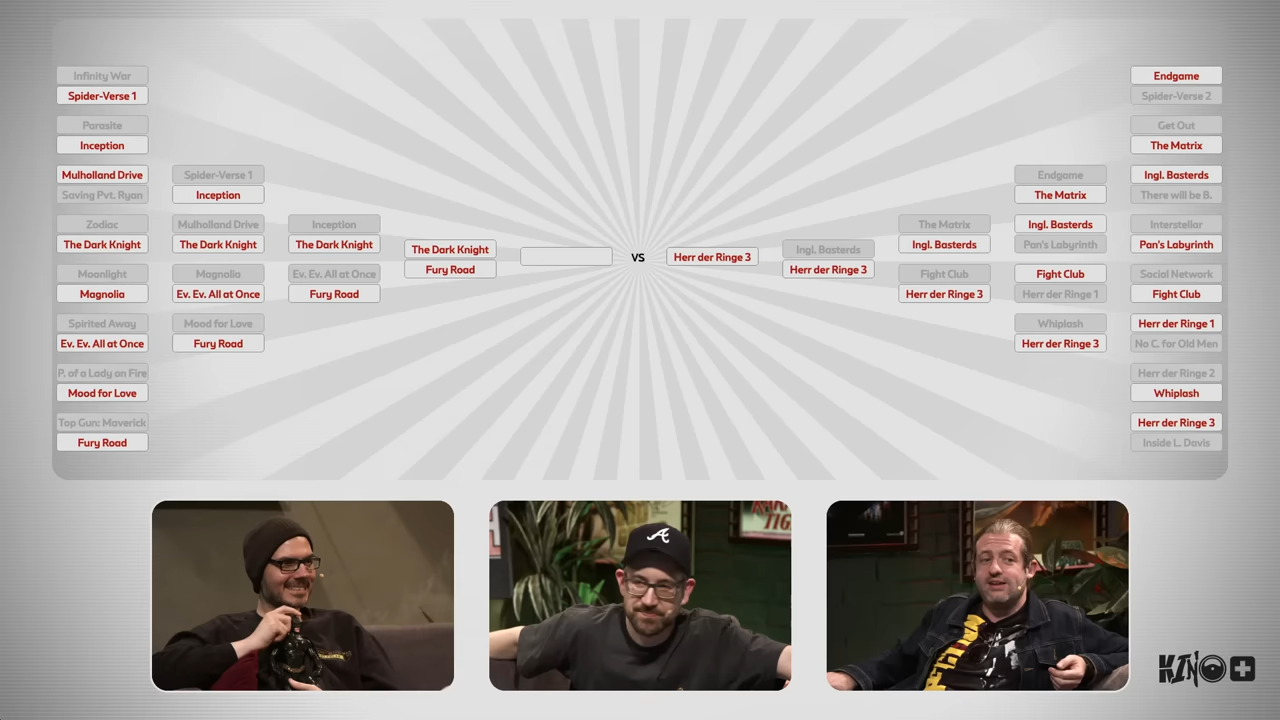 Infinity War
Spider-Verse 1
Parasite
Inception
Mulholland Drive
Saving Pvt. Ryan
Zodiac
The Dark Knight
Moonlight
Magnolia
Spirited Away
Ev. Ev. All at Once
P. of a Lady on Fire
Mood for Love
Top Gun: Maverick
Fury Road
Spider-Verse 1
Inception
Mulholland Drive
The Dark Knight
Magnolia
Ev. Ev. All at Once
Mood for Love
Fury Road
Inception
The Dark Knight
Ev. Ev. All at Once
Fury Road
The Dark Knight
Fury Road
VS
Herr der Ringe 3
Ingl. Basterds
Herr der Ringe 3
The Matrix
Ingl. Basterds
Fight Club
Herr der Ringe 3
Endgame
The Matrix
Ingl. Basterds
Pan's Labyrinth
Fight Club
Herr der Ringe 1
Whiplash
Herr der Ringe 3
Endgame
Spider-Verse 2
Get Out
The Matrix
Ingl. Basterds
There will be B.
Interstellar
Pan's Labyrinth
Social Network
Fight Club
Herr der Ringe 1
No C. for Old Men
Herr der Ringe 2
Whiplash
Herr der Ringe 3
Inside L. Davis
A
KINO+